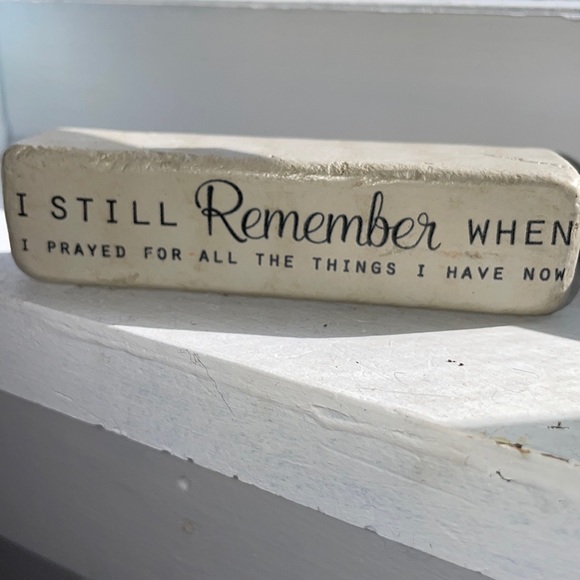 I STILL Remember WHEN
I PRAYED FOR ALL THE THINGS I HAVE NOW